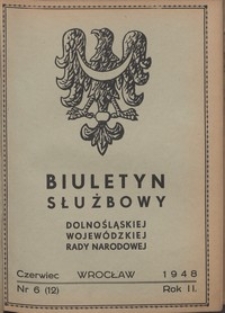 BIULETYN
SŁUŻBOWY
DOLNOŚLĄSKIEJ
WOJEWÓDZKIEJ
RADY NARODOWEJ
Czerwiec WROCŁAW 1948
Nr 6 (12) Rok II.